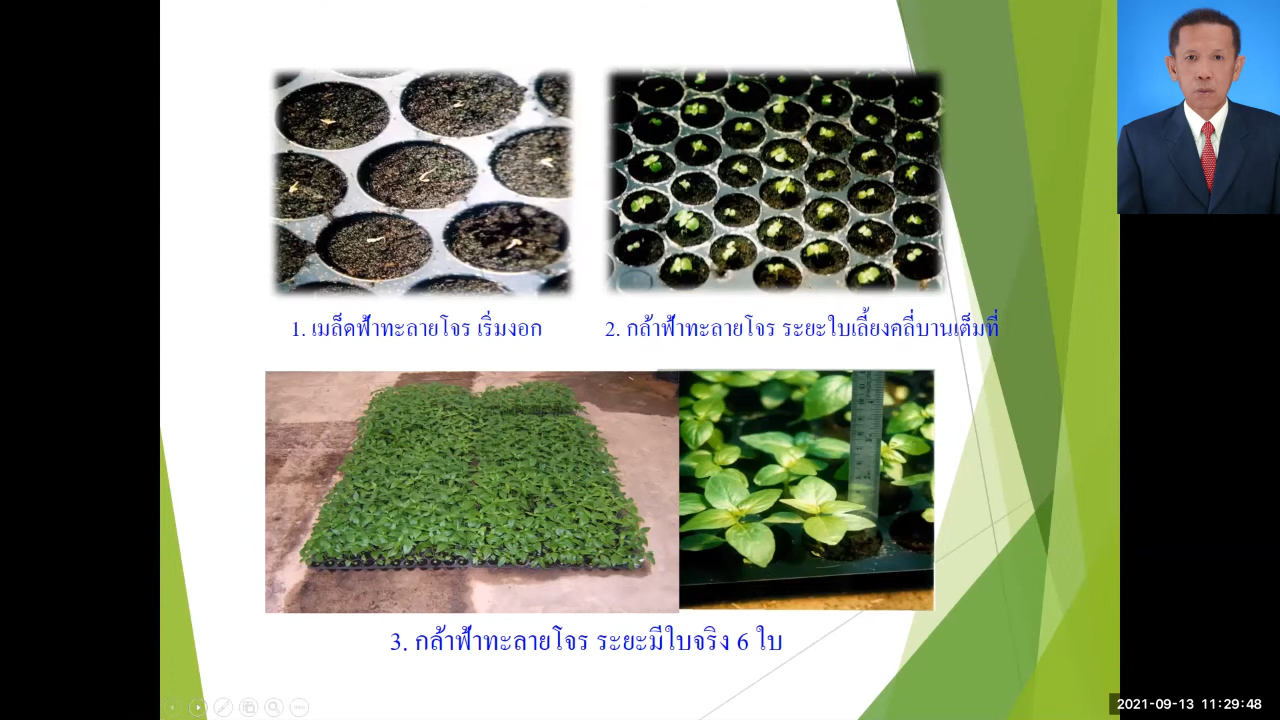 1. เมล็ดฟ้าทะลายโจร เริ่มงอก
2. กล้าฟ้าทะลายโจร ระยะใบเลี้ยงคลี่บานเต็มที่
3. กล้าฟ้าทะลายโจร ระยะมีใบจริง 6 ใบ
2021-09-13 11:29:48